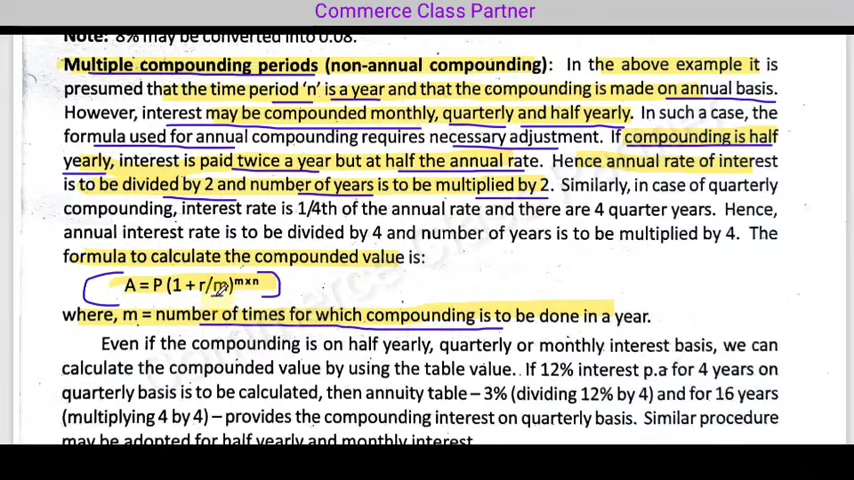 Commerce Class Partner
Note: 8% may be converted into 0.08.
Multiple compounding periods (non-annual compounding): In the above example it is
presumed that the time period 'n' is a year and that the compounding is made on annual basis.
However, interest may be compounded monthly, quarterly and half yearly. In such a case, the
formula used for annual compounding requires necessary adjustment. If compounding is half
yearly, interest is paid twice a year but at half the annual rate. Hence annual rate of interest
is to be divided by 2 and number of years is to be multiplied by 2. Similarly, in case of quarterly
compounding, interest rate is 1/4th of the annual rate and there are 4 quarter years. Hence,
annual interest rate is to be divided by 4 and number of years is to be multiplied by 4. The
formula to calculate the compounded value is:
A = P (1 + r/m)ᵐˣⁿ
where, m = number of times for which compounding is to be done in a year.
Even if the compounding is on half yearly, quarterly or monthly interest basis, we can
calculate the compounded value by using the table value. If 12% interest p.a for 4 years on
quarterly basis is to be calculated, then annuity table – 3% (dividing 12% by 4) and for 16 years
(multiplying 4 by 4) – provides the compounding interest on quarterly basis. Similar procedure
may be adopted for half yearly and monthly interest.